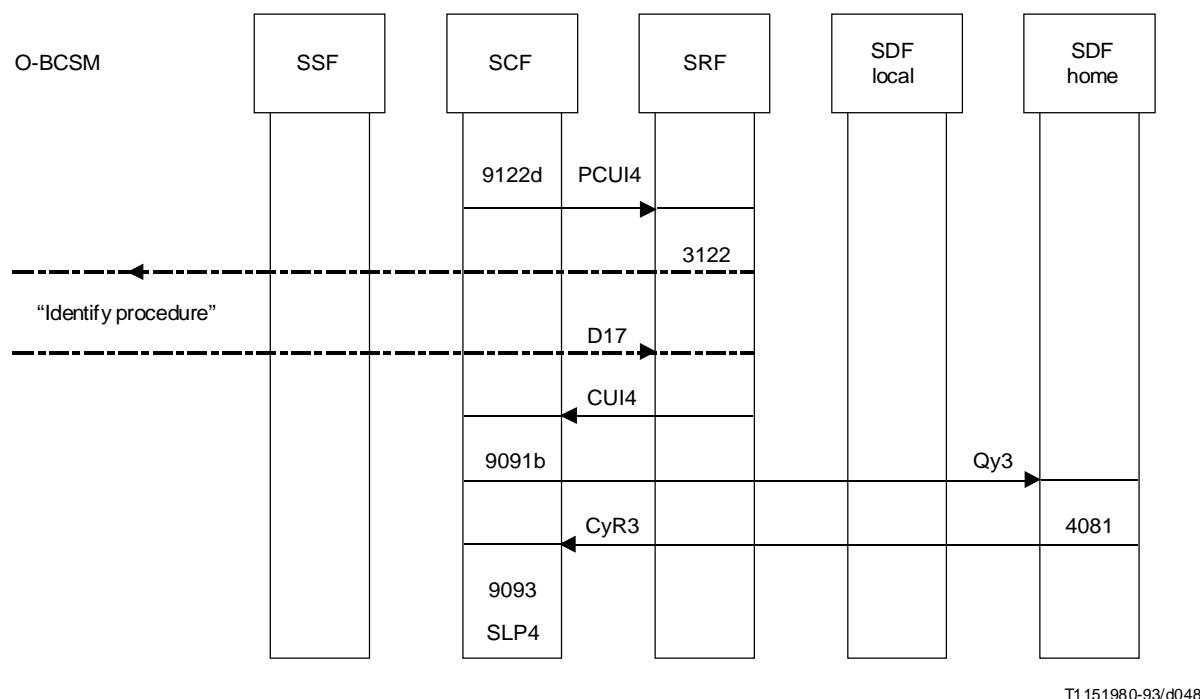 O-BCSM
SSF
SCF
SRF
SDF
local
SDF
home
9122d
PCUI4
3122
“Identify procedure”
D17
CUI4
9091b
Qy3
CyR3
4081
9093
SLP4
T1151980-93/d048